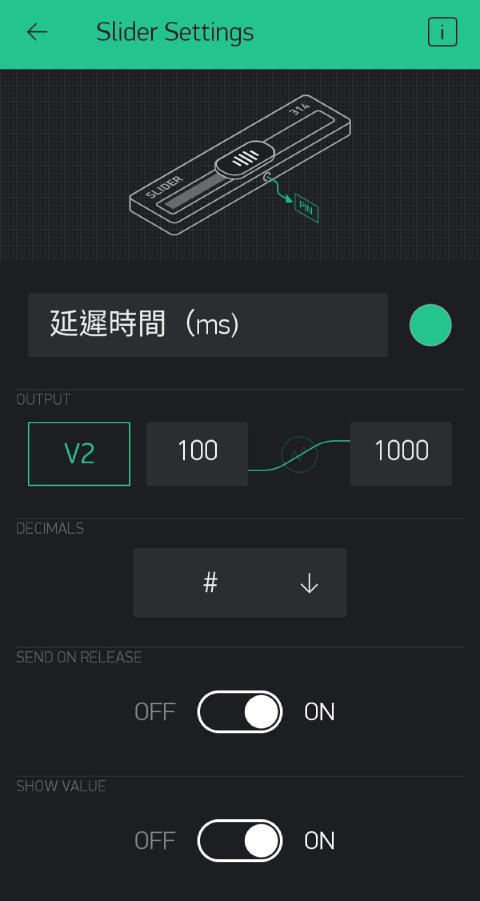 Slider Settings
i
SLIDER
314
PIN
延遲時間（ms)
OUTPUT
V2
100
1000
DECIMALS
#
SEND ON RELEASE
OFF
ON
SHOW VALUE
OFF
ON